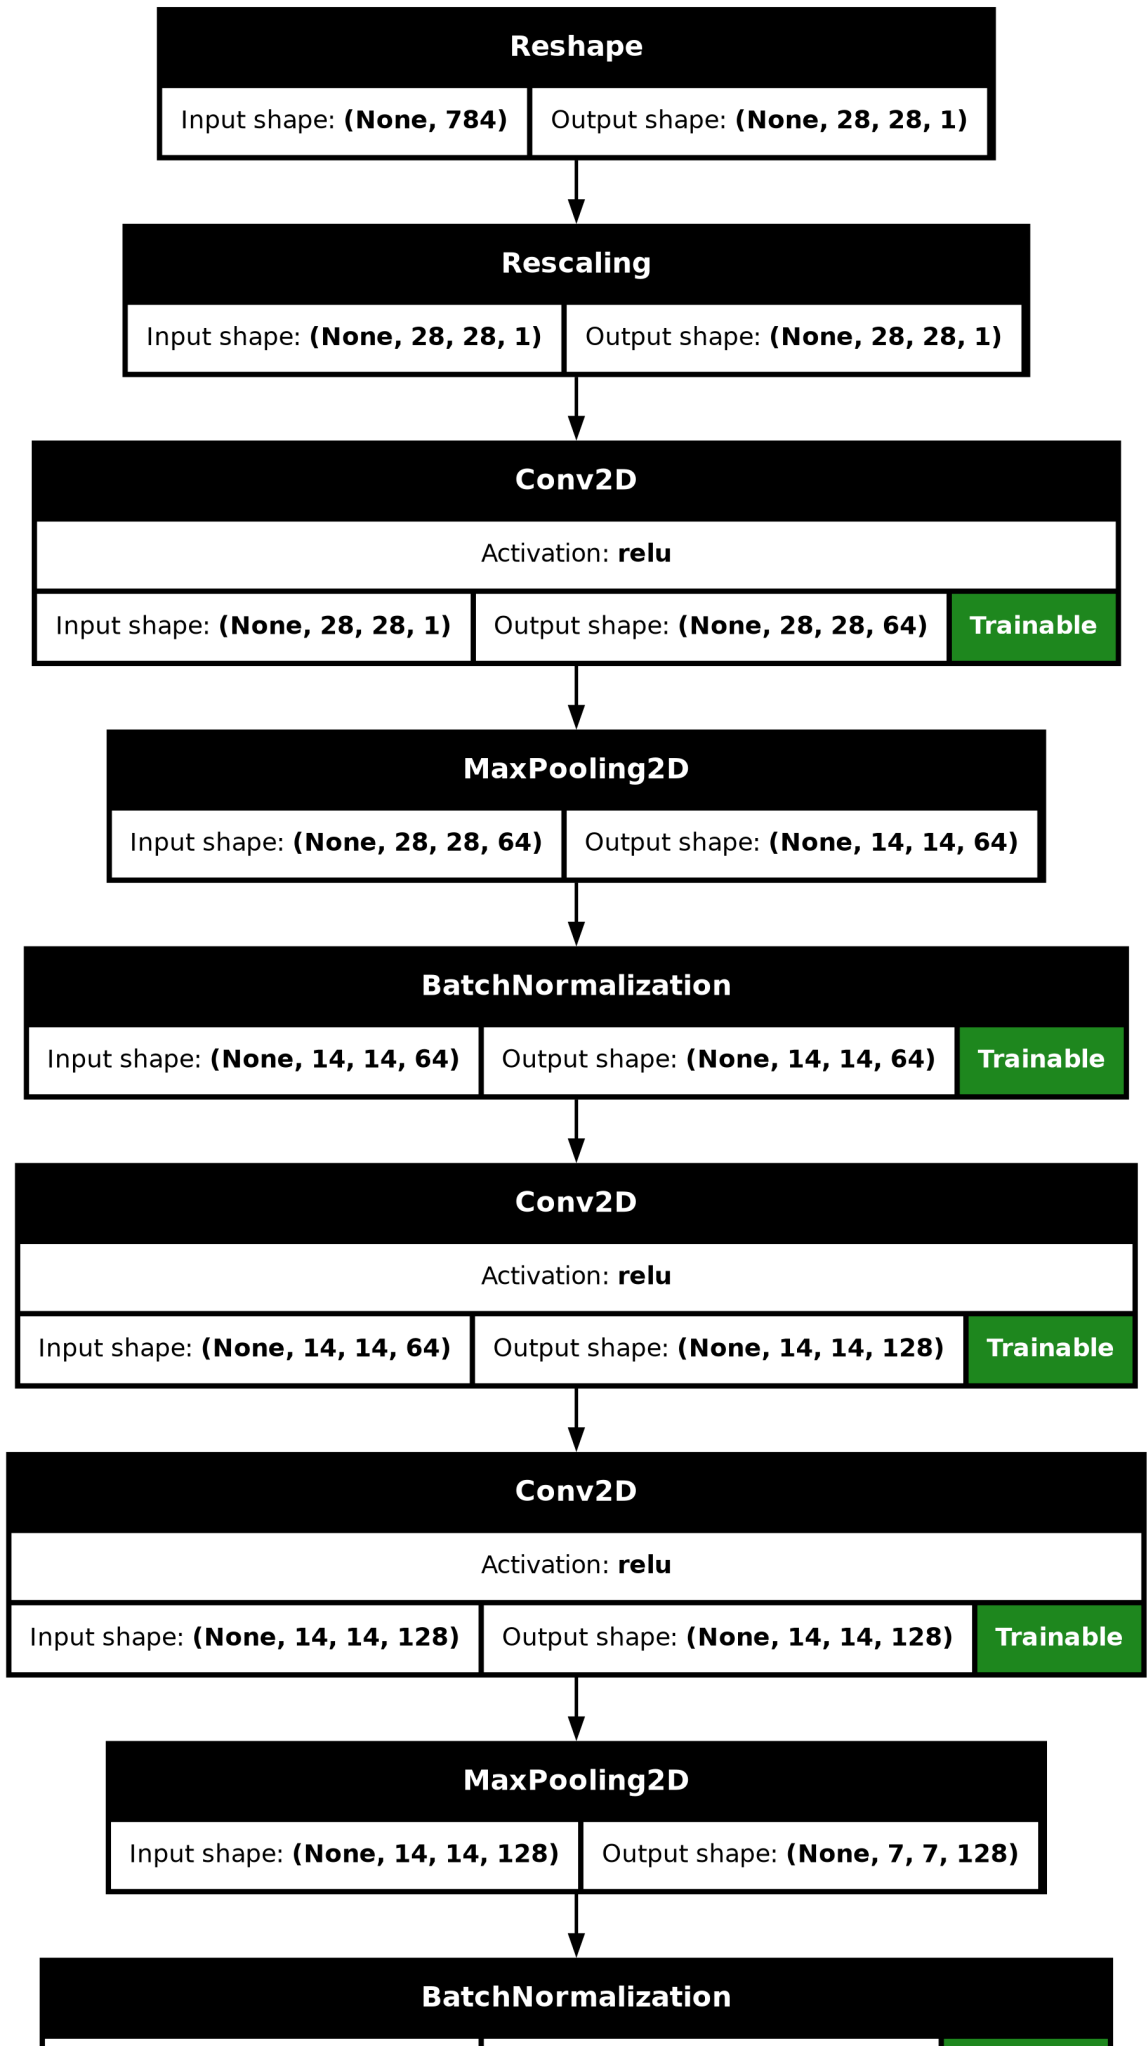 Reshape
Input shape: (None, 784) Output shape: (None, 28, 28, 1)
Rescaling
Input shape: (None, 28, 28, 1) Output shape: (None, 28, 28, 1)
Conv2D
Activation: relu
Input shape: (None, 28, 28, 1) Output shape: (None, 28, 28, 64) Trainable
MaxPooling2D
Input shape: (None, 28, 28, 64) Output shape: (None, 14, 14, 64)
BatchNormalization
Input shape: (None, 14, 14, 64) Output shape: (None, 14, 14, 64) Trainable
Conv2D
Activation: relu
Input shape: (None, 14, 14, 64) Output shape: (None, 14, 14, 128) Trainable
Conv2D
Activation: relu
Input shape: (None, 14, 14, 128) Output shape: (None, 14, 14, 128) Trainable
MaxPooling2D
Input shape: (None, 14, 14, 128) Output shape: (None, 7, 7, 128)
BatchNormalization